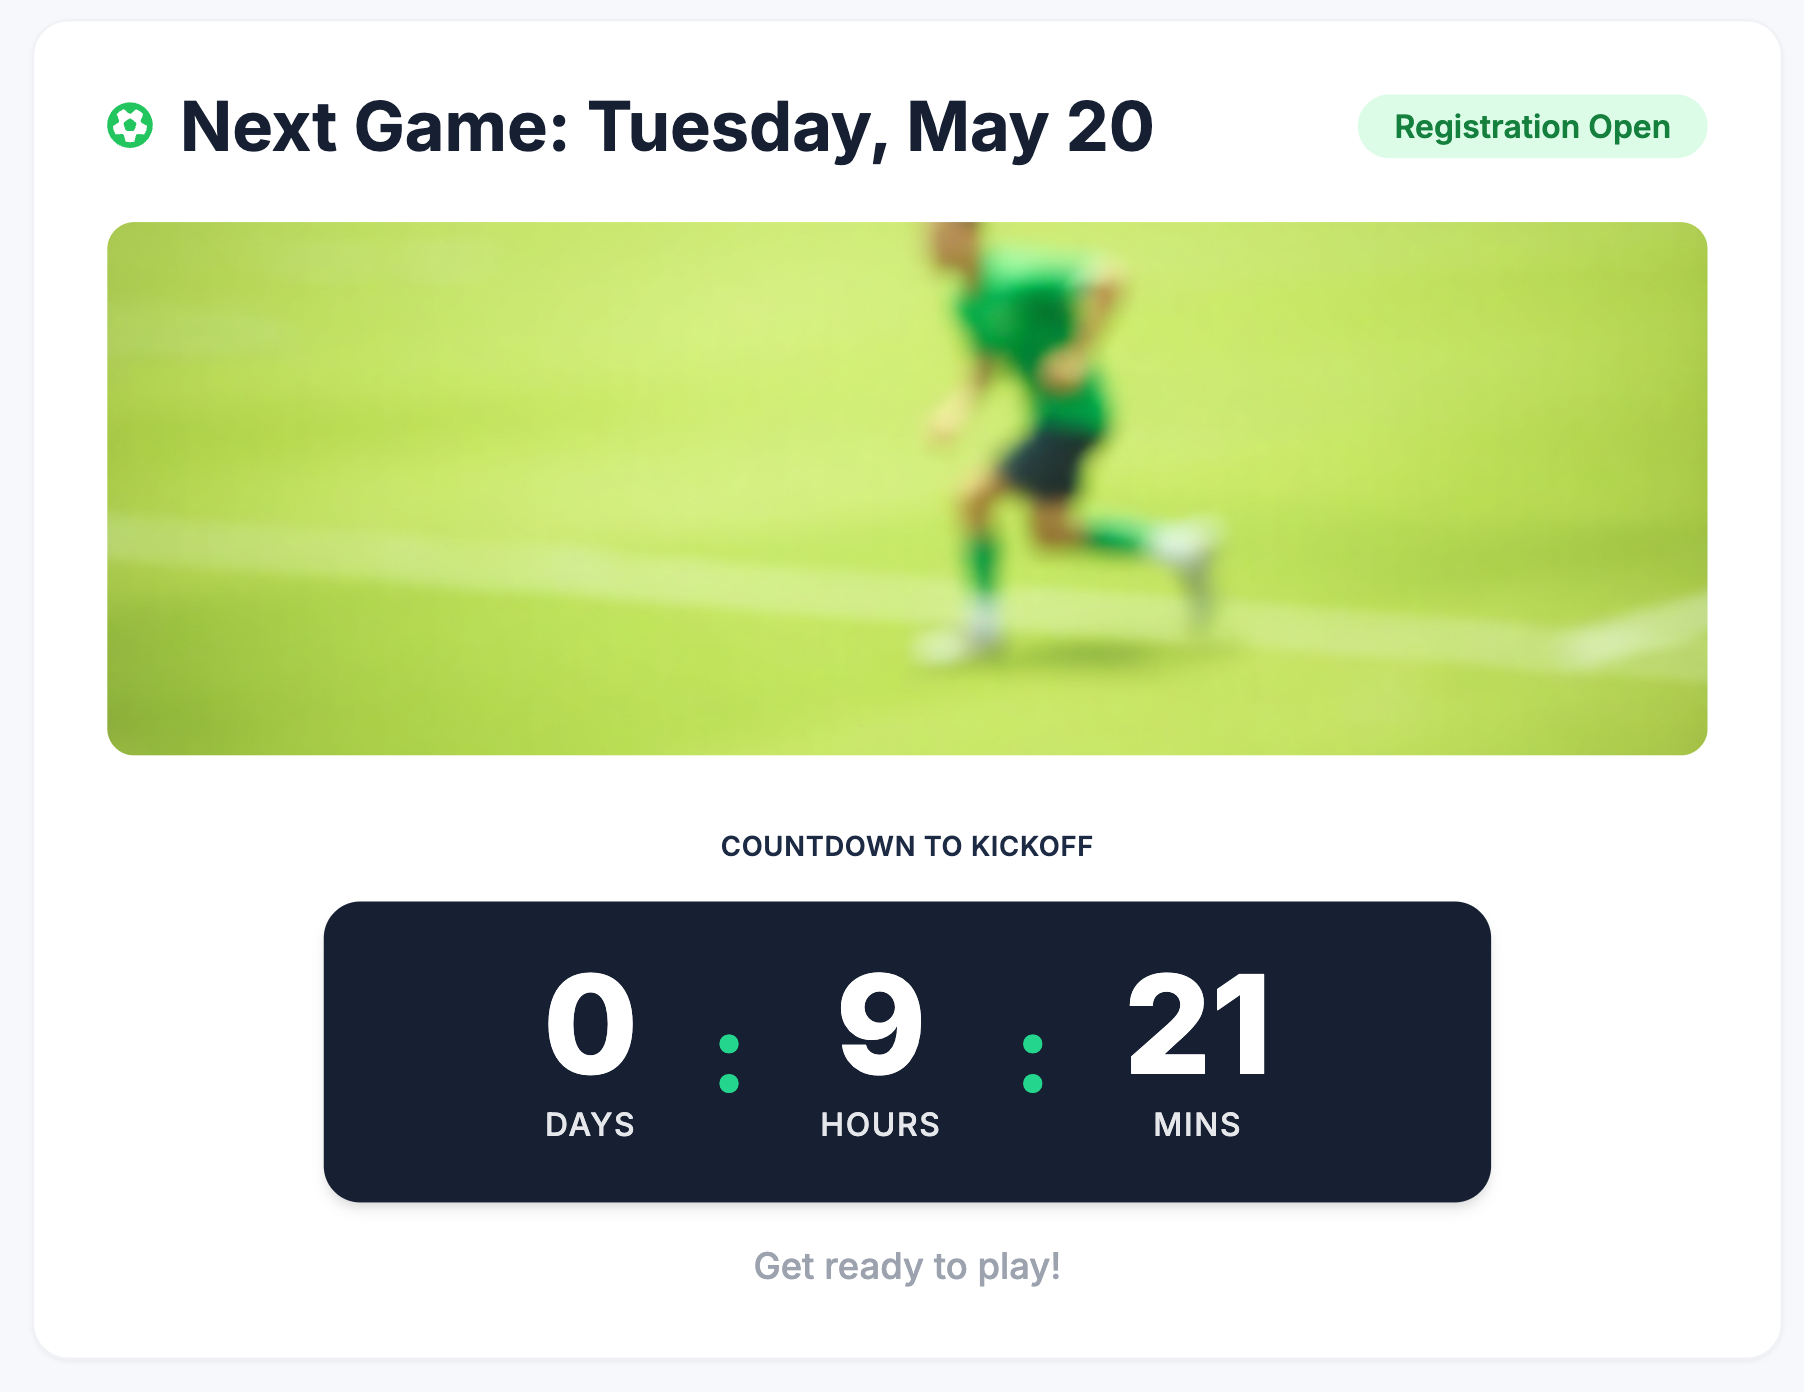 Next Game: Tuesday, May 20
Registration Open
COUNTDOWN TO KICKOFF
0 : 9 : 21
DAYS HOURS MINS
Get ready to play!